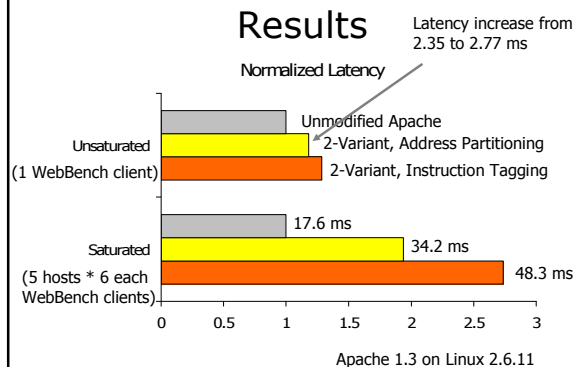 Results
Latency increase from
2.35 to 2.77 ms
Normalized Latency
Unmodified Apache
Unsaturated
2-Variant, Address Partitioning
(1 WebBench client)
2-Variant, Instruction Tagging
17.6 ms
Saturated
34.2 ms
(5 hosts * 6 each
WebBench clients)
48.3 ms
0 0.5 1 1.5 2 2.5 3
Apache 1.3 on Linux 2.6.11